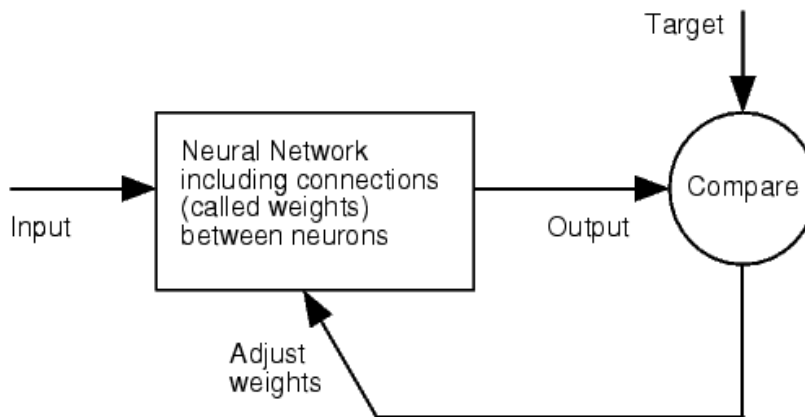 Target
Neural Network
including connections
(called weights)
between neurons
Compare
Input
Output
Adjust
weights